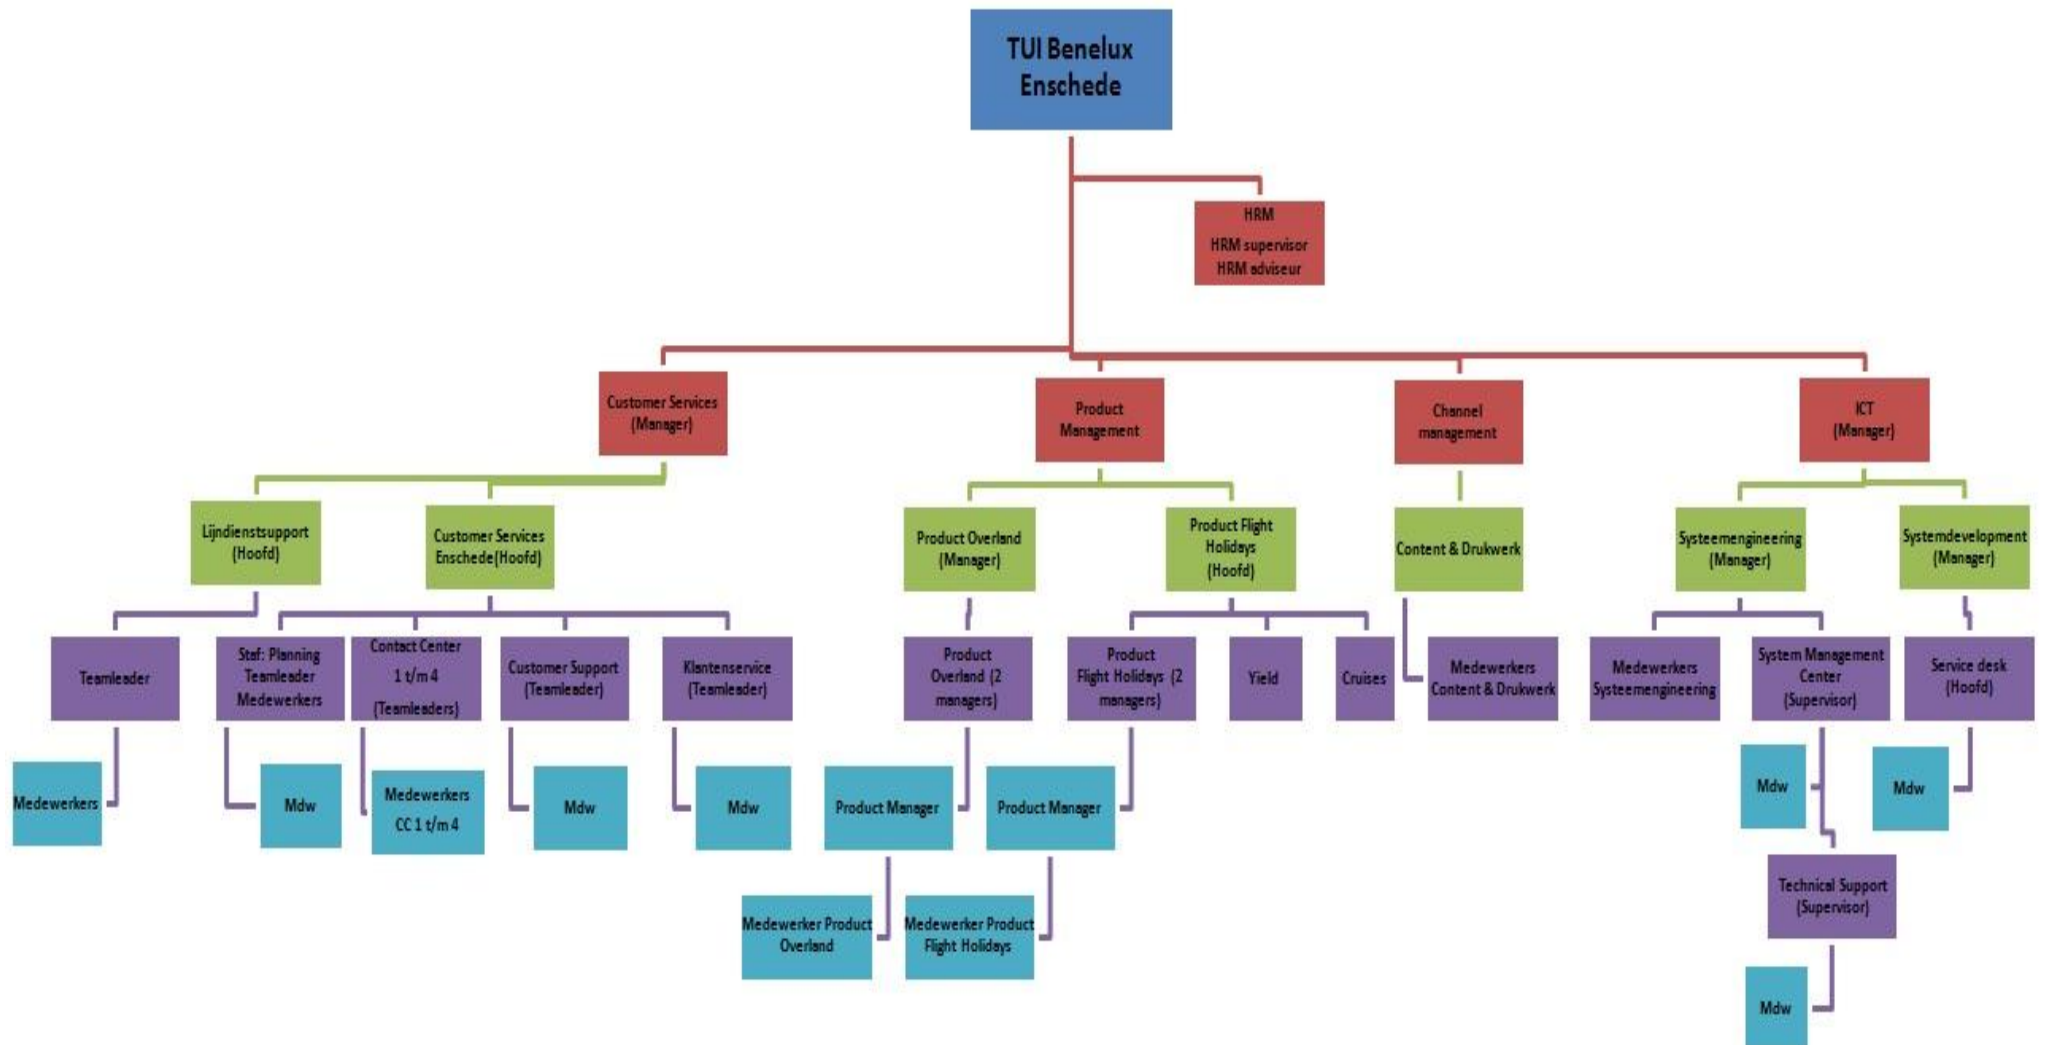 TUI Benelux
Enschede
HRM
HRM supervisor
HRM adviseur
Customer Services
(Manager)
Product
Management
Channel
management
ICT
(Manager)
Lijndienstsupport
(Hoofd)
Customer Services
Enschede(Hoofd)
Product Overland
(Manager)
Product Flight
Holidays
(Hoofd)
Content & Drukwerk
Systeemengineering
(Manager)
Systemdevelopment
(Manager)
Teamleader
Staf: Planning
Teamleader
Medewerkers
Contact Center
1 t/m 4
(Teamleaders)
Customer Support
(Teamleader)
Klantenservice
(Teamleader)
Product
Overland (2
managers)
Product
Flight Holidays (2
managers)
Yield
Cruises
Medewerkers
Content & Drukwerk
Medewerkers
Systeemengineering
System Management
Center
(Supervisor)
Service desk
(Hoofd)
Medewerkers
Mdw
Medewerkers
CC 1 t/m 4
Mdw
Mdw
Product Manager
Product Manager
Mdw
Mdw
Medewerker Product
Overland
Medewerker Product
Flight Holidays
Technical Support
(Supervisor)
Mdw